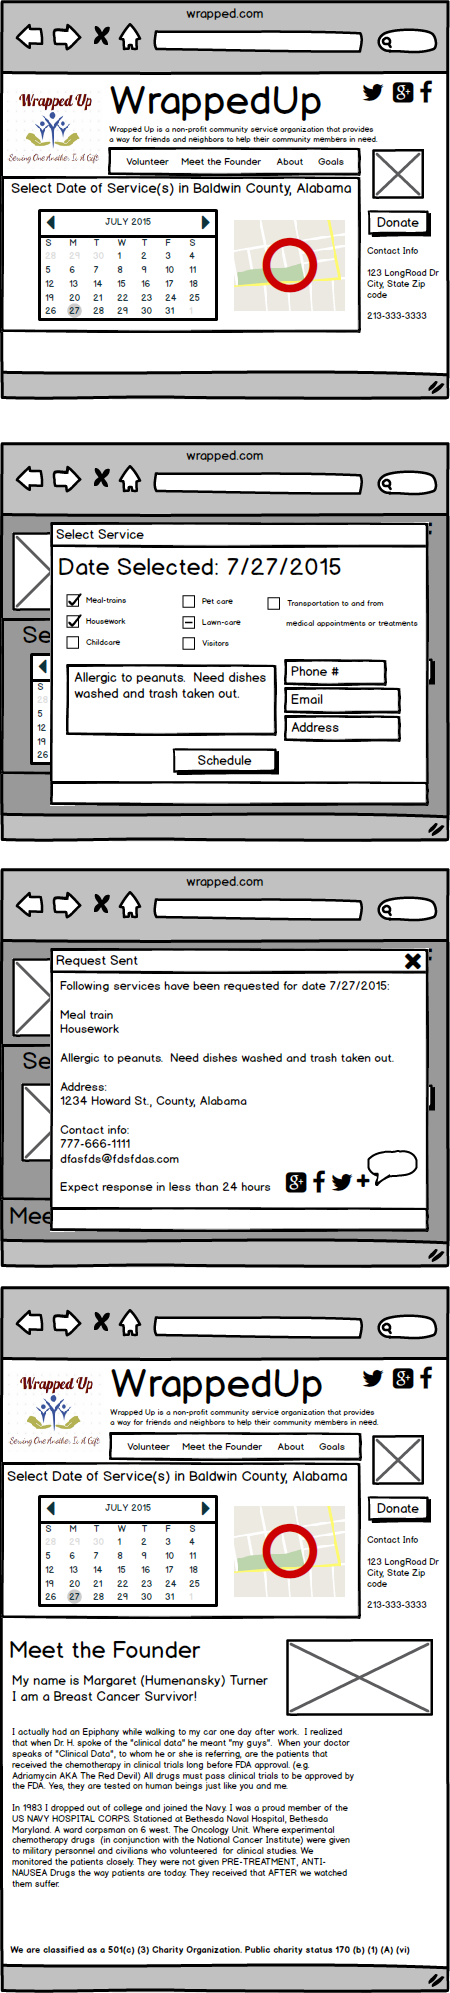 wrapped.com
Wrapped Up
Serving One Another Is A Gift
WrappedUp
Wrapped Up is a non-profit community service organization that provides
a way for friends and neighbors to help their community members in need.
Volunteer Meet the Founder About Goals
Select Date of Service(s) in Baldwin County, Alabama
JULY 2015
S M T W T F S
28 29 30 1 2 3 4
5 6 7 8 9 10 11
12 13 14 15 16 17 18
19 20 21 22 23 24 25
26 27 28 29 30 31 1
Donate
Contact Info
123 LongRoad Dr
City, State Zip
code
213-333-3333
wrapped.com
Select Service
Date Selected: 7/27/2015
Meal-trains
Pet care
Transportation to and from
medical appointments or treatments
Housework
Lawn-care
Childcare
Visitors
Se
S
28
5
12
19
26
Allergic to peanuts. Need dishes
washed and trash taken out.
Phone #
Email
Address
Schedule
wrapped.com
Request Sent
Following services have been requested for date 7/27/2015:
Meal train
Housework
Allergic to peanuts. Need dishes washed and trash taken out.
Address:
1234 Howard St., County, Alabama
Contact info:
777-666-1111
dfasfds@fdsfdas.com
Expect response in less than 24 hours
Se
Mee
Wrapped Up
Serving One Another Is A Gift
WrappedUp
Wrapped Up is a non-profit community service organization that provides
a way for friends and neighbors to help their community members in need.
Volunteer Meet the Founder About Goals
Select Date of Service(s) in Baldwin County, Alabama
JULY 2015
S M T W T F S
28 29 30 1 2 3 4
5 6 7 8 9 10 11
12 13 14 15 16 17 18
19 20 21 22 23 24 25
26 27 28 29 30 31 1
Donate
Contact Info
123 LongRoad Dr
City, State Zip
code
213-333-3333
Meet the Founder
My name is Margaret (Humenansky) Turner
I am a Breast Cancer Survivor!
I actually had an Epiphany while walking to my car one day after work. I realized
that when Dr. H. spoke of the "clinical data" he meant "my guys". When your doctor
speaks of "Clinical Data", to whom he or she is referring, are the patients that
received the chemotherapy in clinical trials long before FDA approval. (e.g.
Adriamycin AKA The Red Devil) All drugs must pass clinical trials to be approved by
the FDA. Yes, they are tested on human beings just like you and me.
In 1983 I dropped out of college and joined the Navy. I was a proud member of the
US NAVY HOSPITAL CORPS. Stationed at Bethesda Naval Hospital, Bethesda
Maryland. A ward corpsman on 6 west. The Oncology Unit. Where experimental
chemotherapy drugs (in conjunction with the National Cancer Institute) were given
to military personnel and civilians who volunteered for clinical studies. We
monitored the patients closely. They were not given PRE-TREATMENT, ANTI-
NAUSEA Drugs the way patients are today. They received that AFTER we watched
them suffer.
We are classified as a 501(c) (3) Charity Organization. Public charity status 170 (b) (1) (A) (vi)